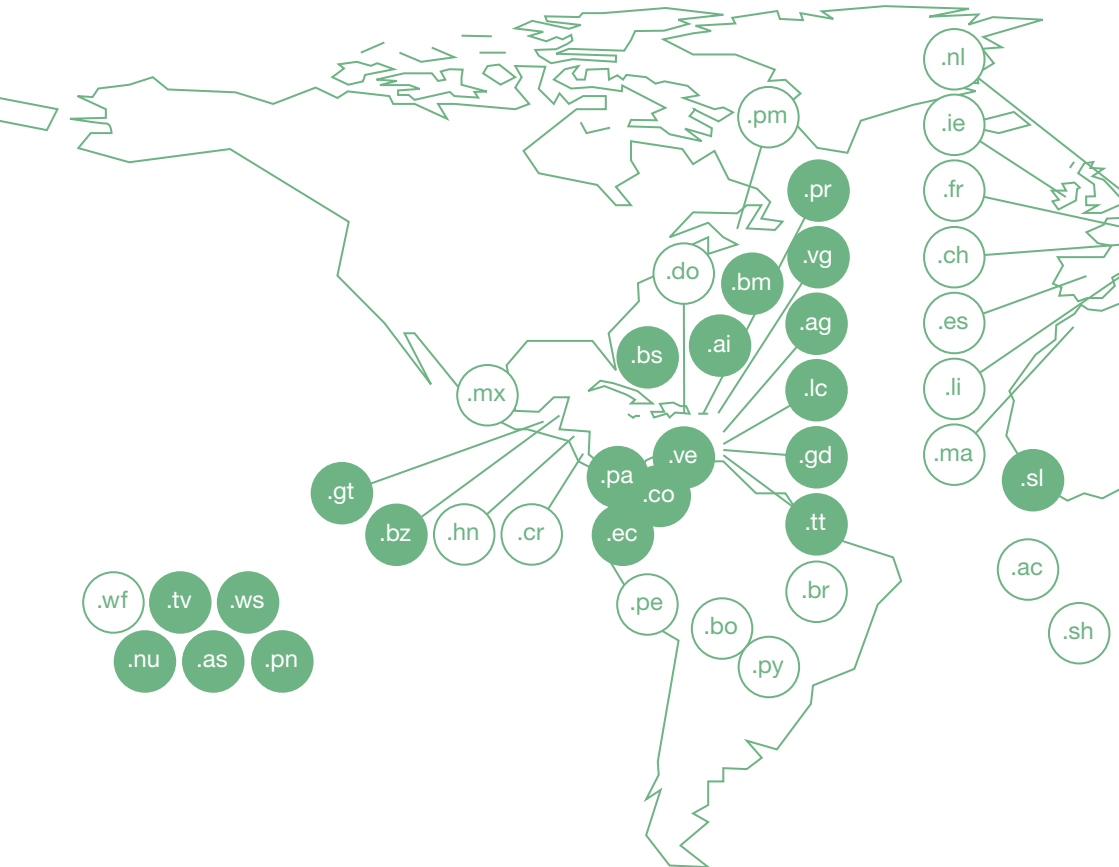 .nl
.pm
.ie
.pr
.fr
.vg
.ch
.do
.bm
.ag
.es
.bs
.ai
.mx
.lc
.li
.ve
.gd
.ma
.pa
.gt
.co
.sl
.tt
.bz
.hn
.cr
.ec
.ac
.br
.wf
.tv
.ws
.pe
.bo
.sh
.nu
.as
.pn
.py